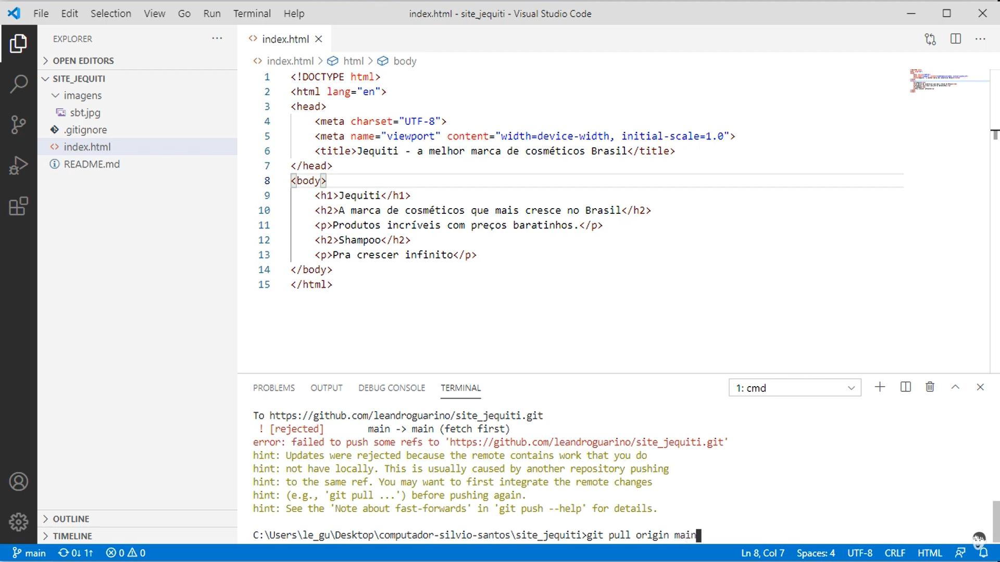 File Edit Selection View Go Run Terminal Help
index.html - site_jequiti - Visual Studio Code
EXPLORER
OPEN EDITORS
SITE_JEQUITI
imagens
sbt.jpg
.gitignore
index.html
README.md
OUTLINE
TIMELINE
index.html
index.html > html > body
1 <!DOCTYPE html>
2 <html lang="en">
3 <head>
4 <meta charset="UTF-8">
5 <meta name="viewport" content="width=device-width, initial-scale=1.0">
6 <title>Jequiti - a melhor marca de cosméticos Brasil</title>
7 </head>
8 <body>
9 <h1>Jequiti</h1>
10 <h2>A marca de cosméticos que mais cresce no Brasil</h2>
11 <p>Produtos incríveis com preços baratinhos.</p>
12 <h2>Shampoo</h2>
13 <p>Pra crescer infinito</p>
14 </body>
15 </html>
PROBLEMS OUTPUT DEBUG CONSOLE TERMINAL
1: cmd
To https://github.com/leandroguarino/site_jequiti.git
! [rejected] main -> main (fetch first)
error: failed to push some refs to 'https://github.com/leandroguarino/site_jequiti.git'
hint: Updates were rejected because the remote contains work that you do
hint: not have locally. This is usually caused by another repository pushing
hint: to the same ref. You may want to first integrate the remote changes
hint: (e.g., 'git pull ...') before pushing again.
hint: See the 'Note about fast-forwards' in 'git push --help' for details.
C:\Users\le_gu\Desktop\computador-silvio-santos\site_jequiti>git pull origin main
main 0↓ 1↑ 0 0
Ln 8, Col 7 Spaces: 4 UTF-8 CRLF HTML